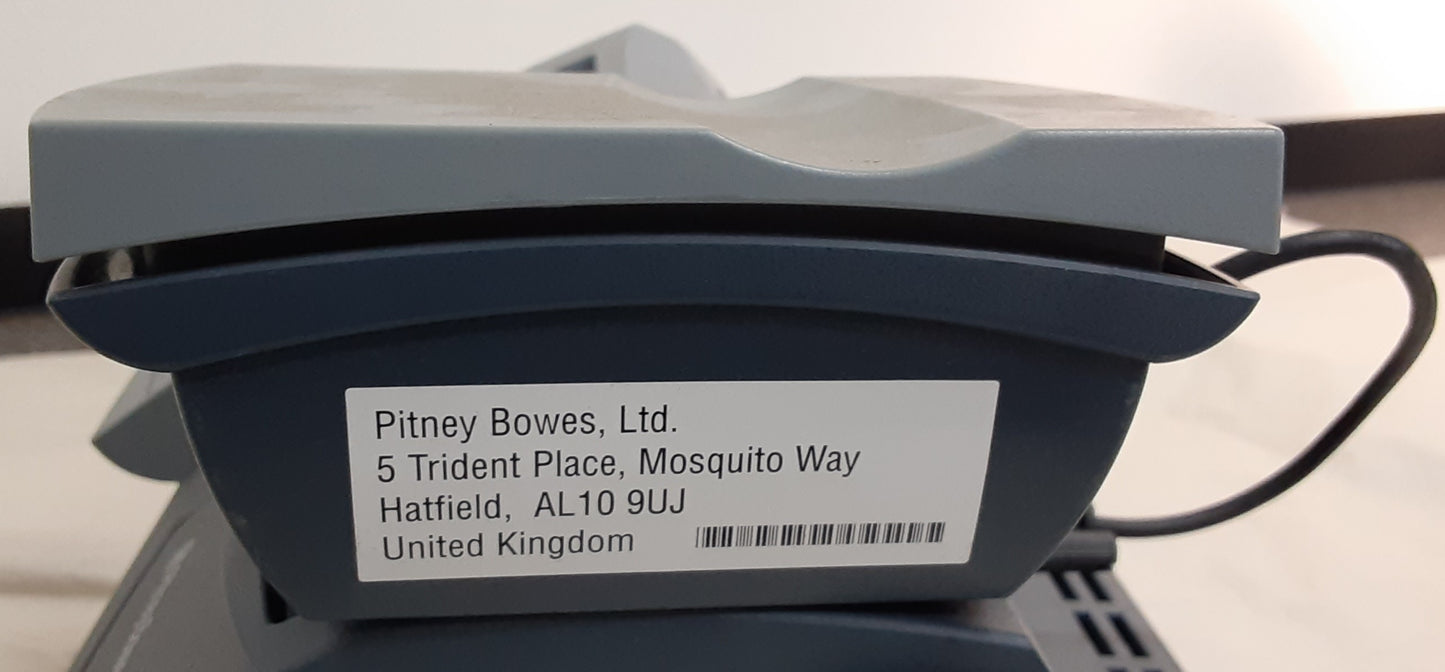 Pitney Bowes, Ltd.
5 Trident Place, Mosquito Way
Hatfield, AL10 9UJ
United Kingdom